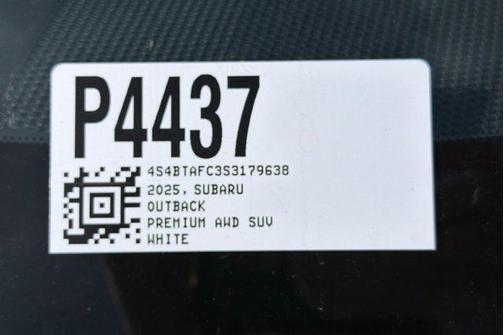 P4437
4S4BTAFC3S3179638
2025, SUBARU
OUTBACK
PREMIUM AWD SUV
WHITE